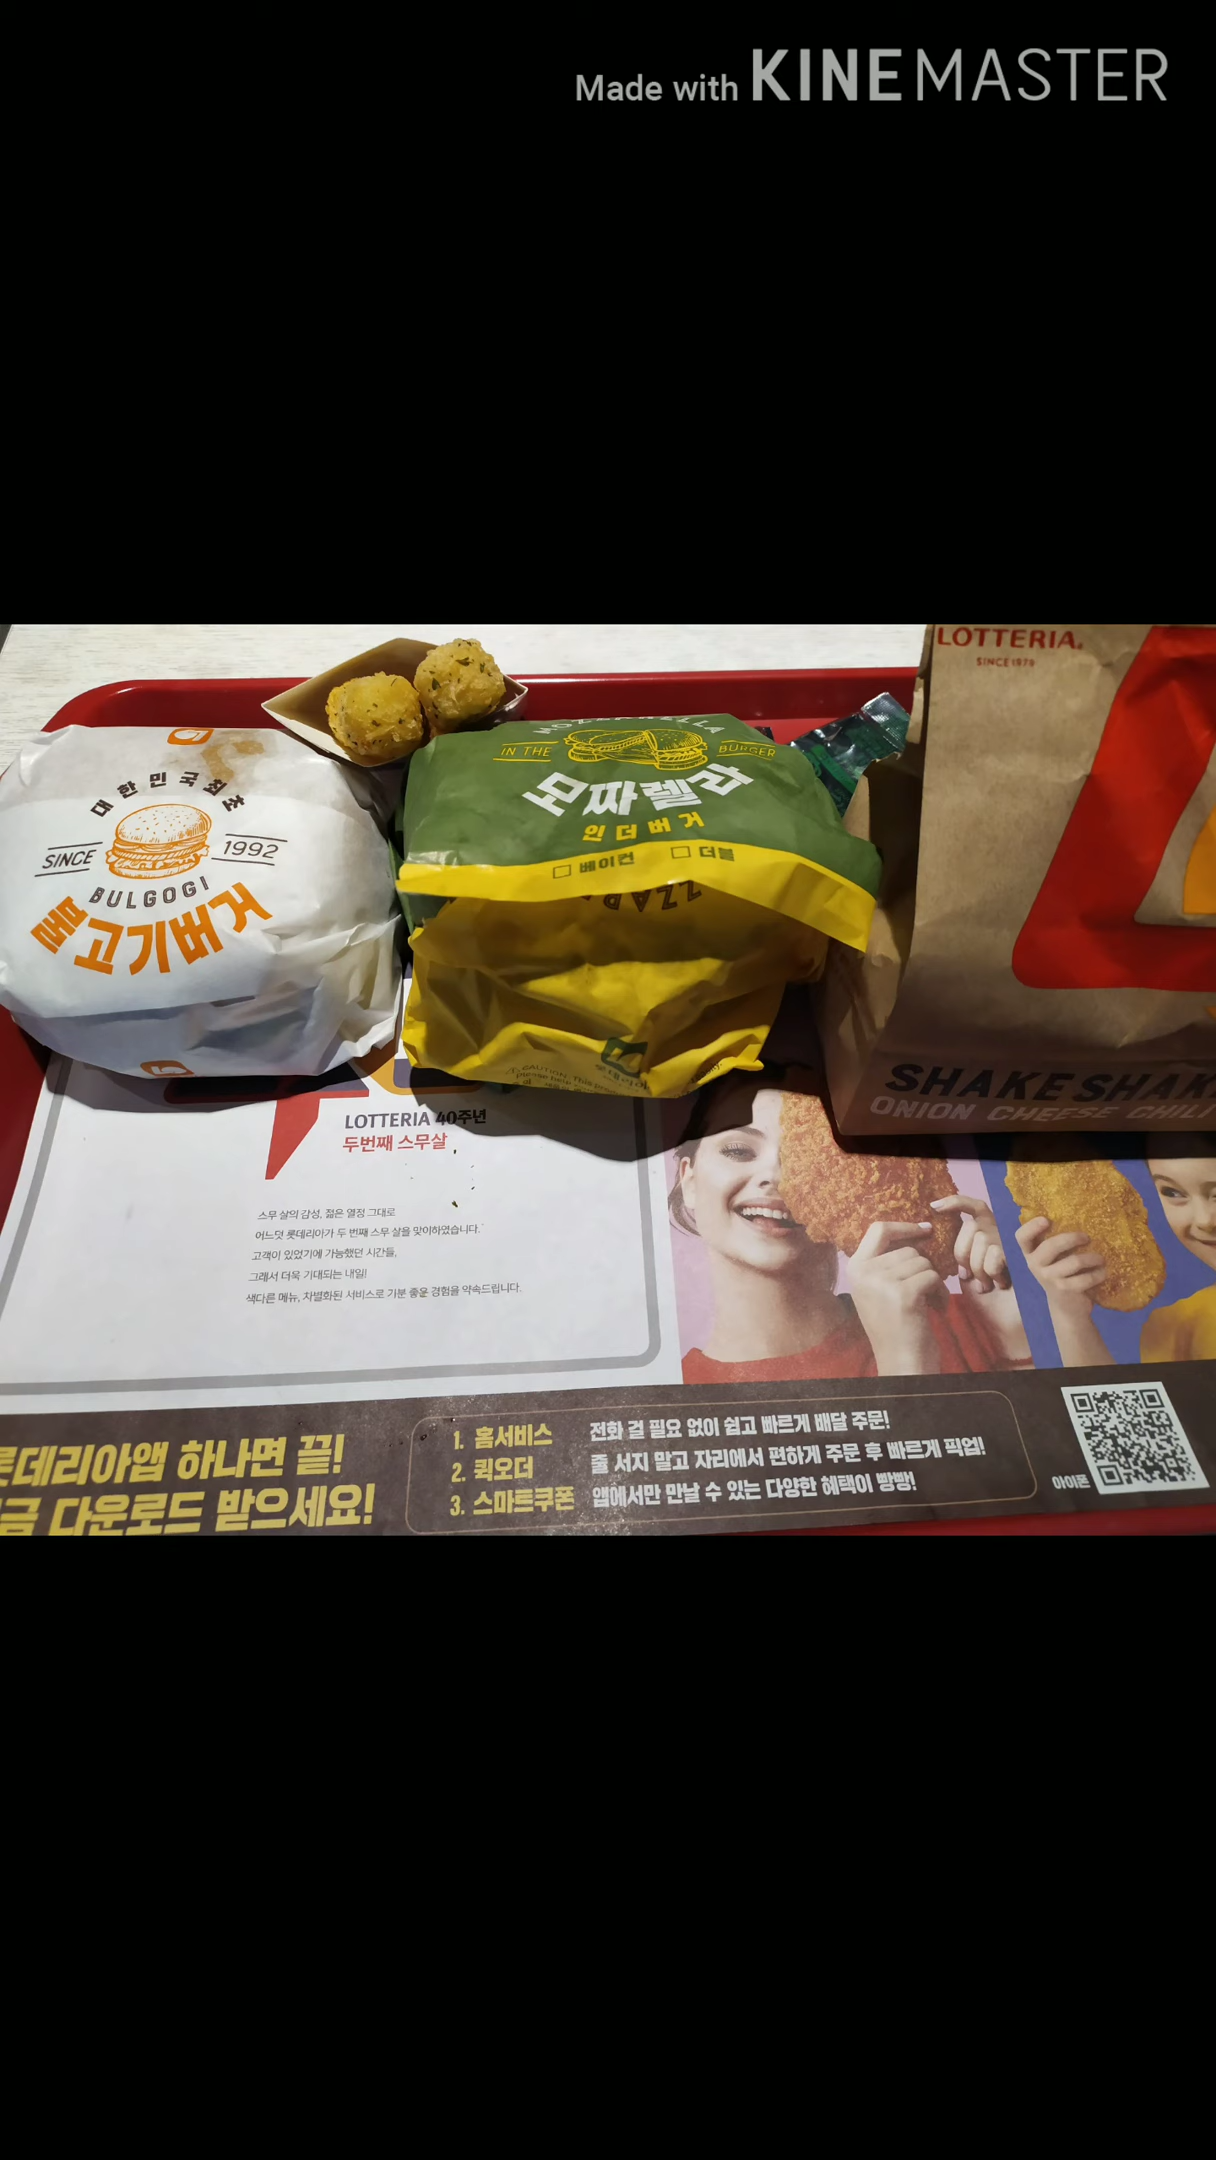 Made with KINEMASTER
LOTTERIA
SINCE 1979
대한민국 최초
SINCE 1992
BULGOGI
불고기버거
MOZZARELLA
IN THE BURGER
모짜렐라
인더버거
□ 베이컨 □ 더블
ZZAR
CAUTION: This
Please help
롯데리아
SHAKE SHAK
ONION CHEESE
LOTTERIA 40주년
두번째 스무살
스무 살의 감성, 젊은 열정 그대로
어느덧 롯데리아가 두 번째 스무 살을 맞이하였습니다.
고객이 있었기에 가능했던 시간들,
그래서 더욱 기대되는 내일!
색다른 메뉴, 차별화된 서비스로 기분 좋은 경험을 약속드립니다.
롯데리아앱 하나면 끝!
금 다운로드 받으세요!
1. 홈서비스 전화 걸 필요 없이 쉽고 빠르게 배달 주문!
2. 퀵오더 줄 서지 말고 자리에서 편하게 주문 후 빠르게 픽업!
3. 스마트쿠폰 앱에서만 만날 수 있는 다양한 혜택이 빵빵!
아이폰